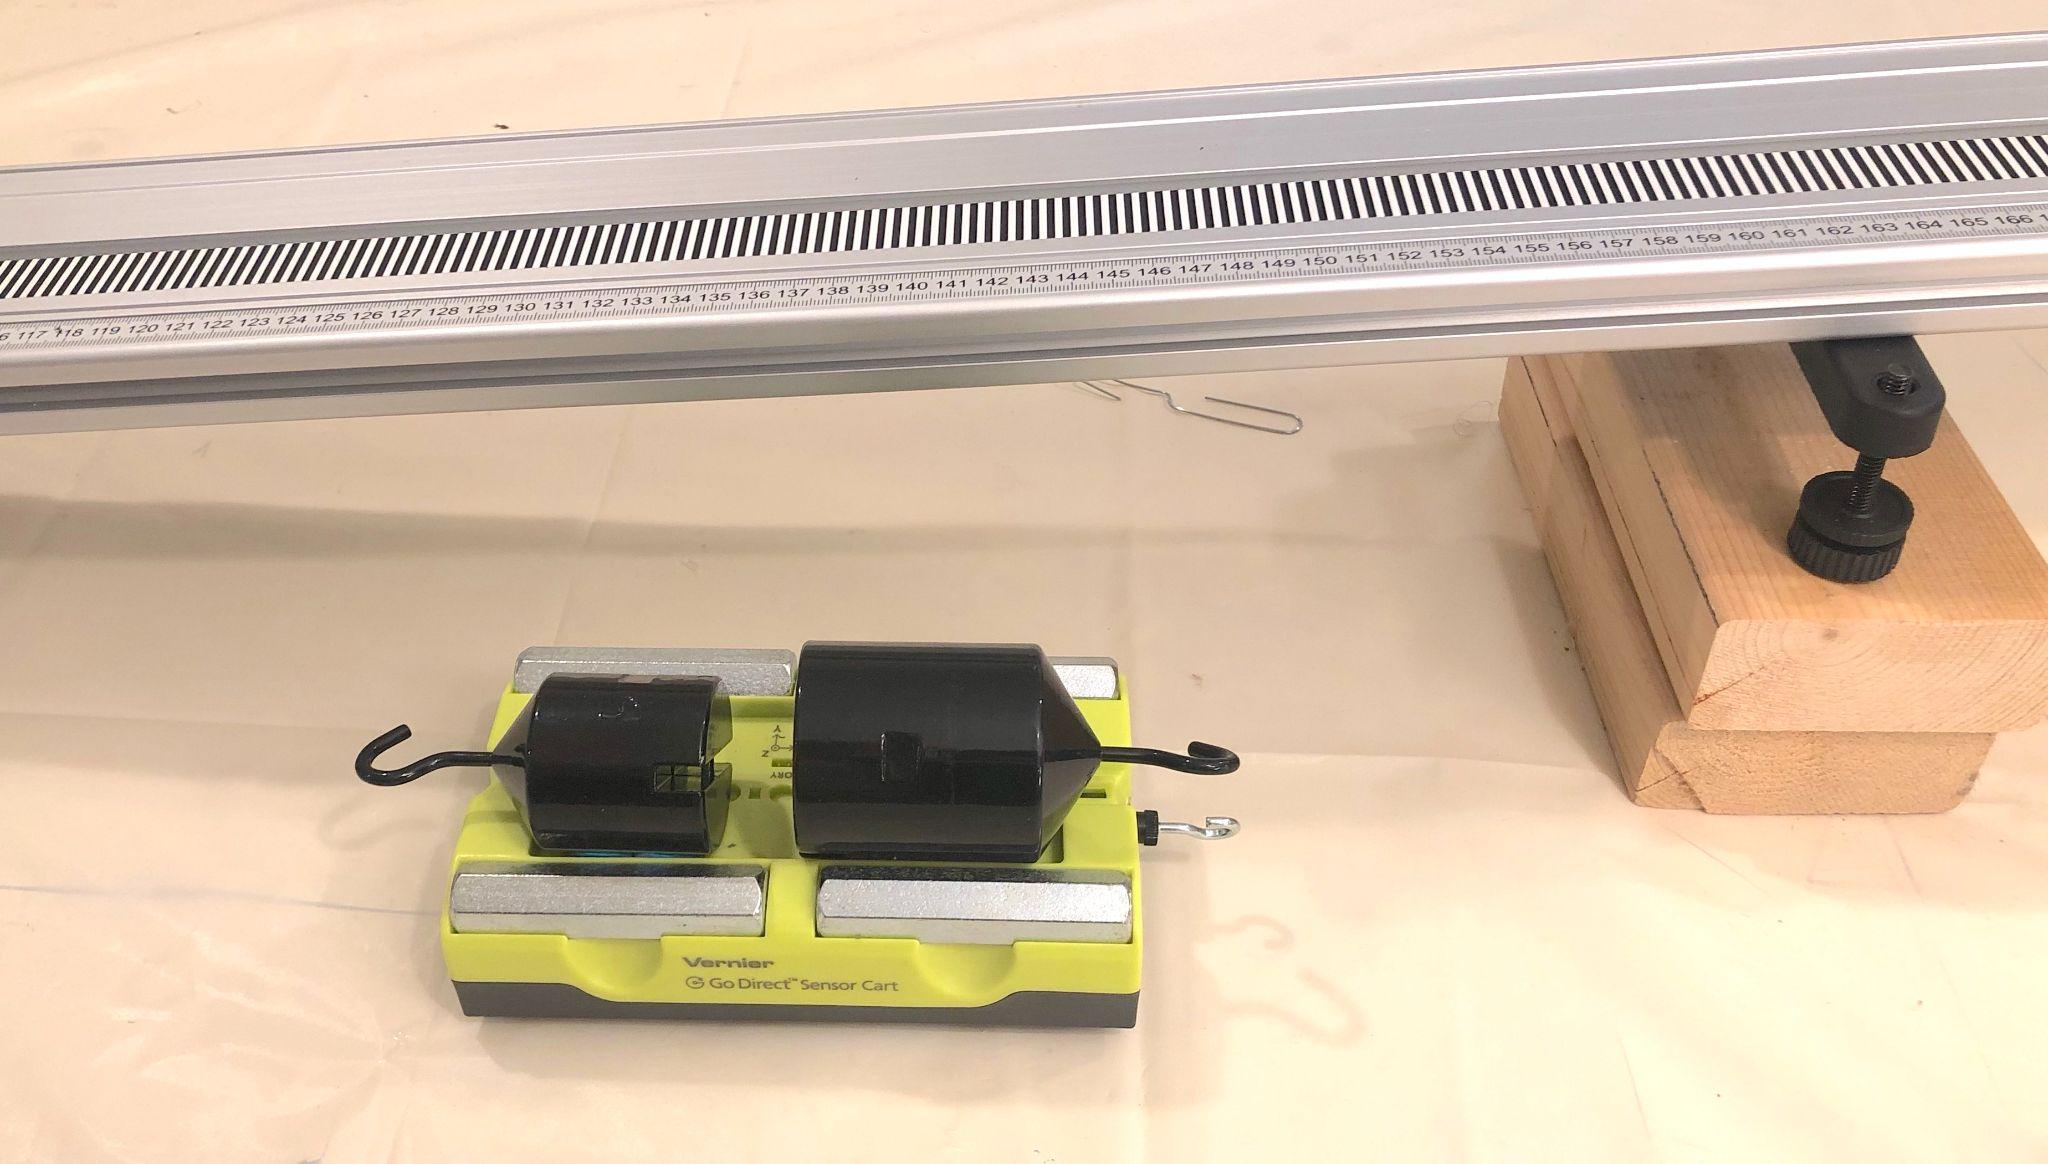 117 118 119 120 121 122 123 124 125 126 127 128 129 130 131 132 133 134 135 136 137 138 139 140 141 142 143 144 145 146 147 148 149 150 151 152 153 154 155 156 157 158 159 160 161 162 163 164 165 166
Y
Z
Vernier
Go Direct™ Sensor Cart